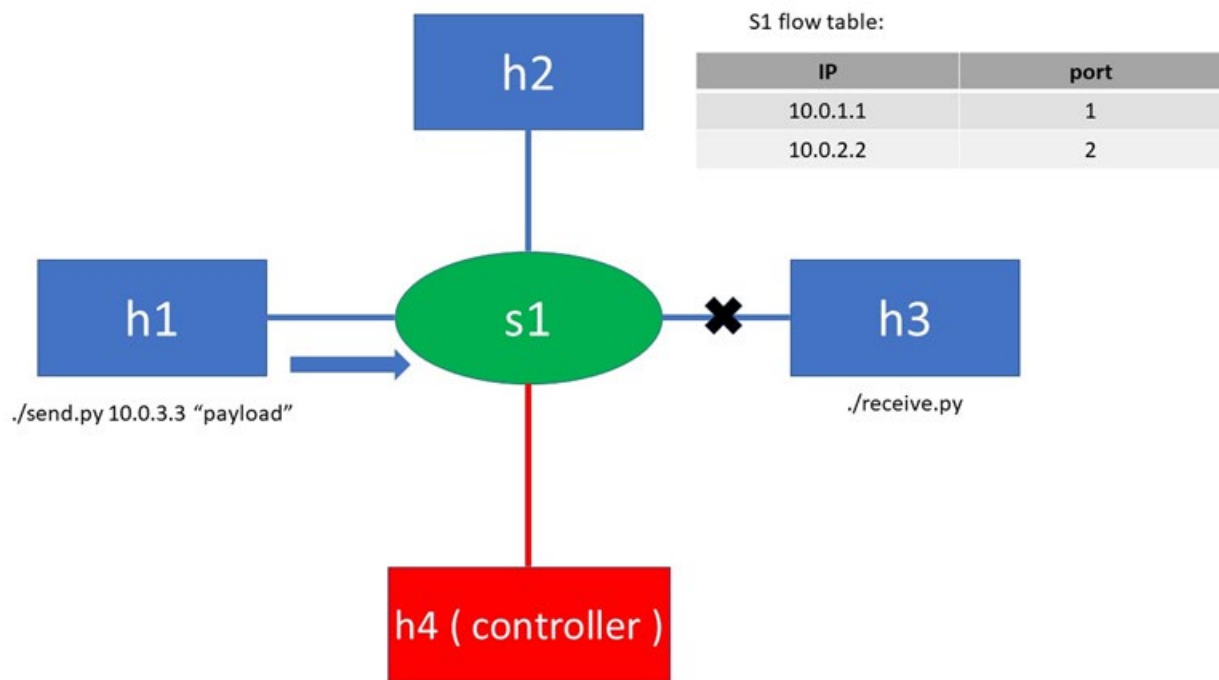 S1 flow table:
IP port
10.0.1.1 1
10.0.2.2 2
h2
h1
s1
h3
./send.py 10.0.3.3 “payload”
./receive.py
h4 ( controller )